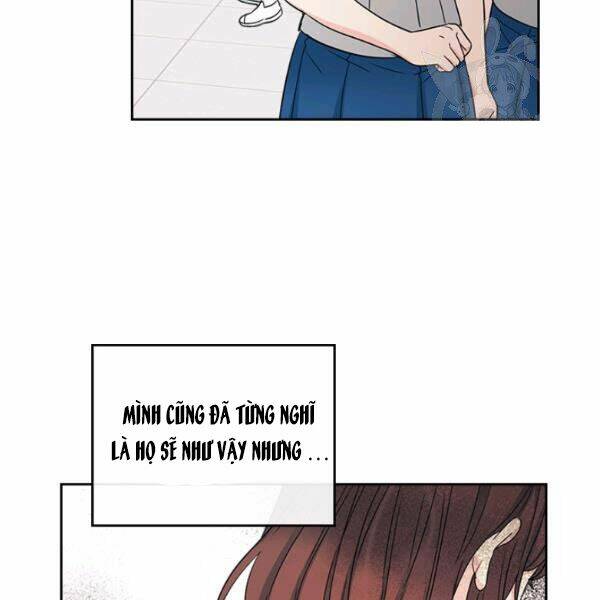 MÌNH CŨNG ĐÃ TỪNG NGHĨ
LÀ HỌ SẼ NHƯ VẬY NHƯNG ...